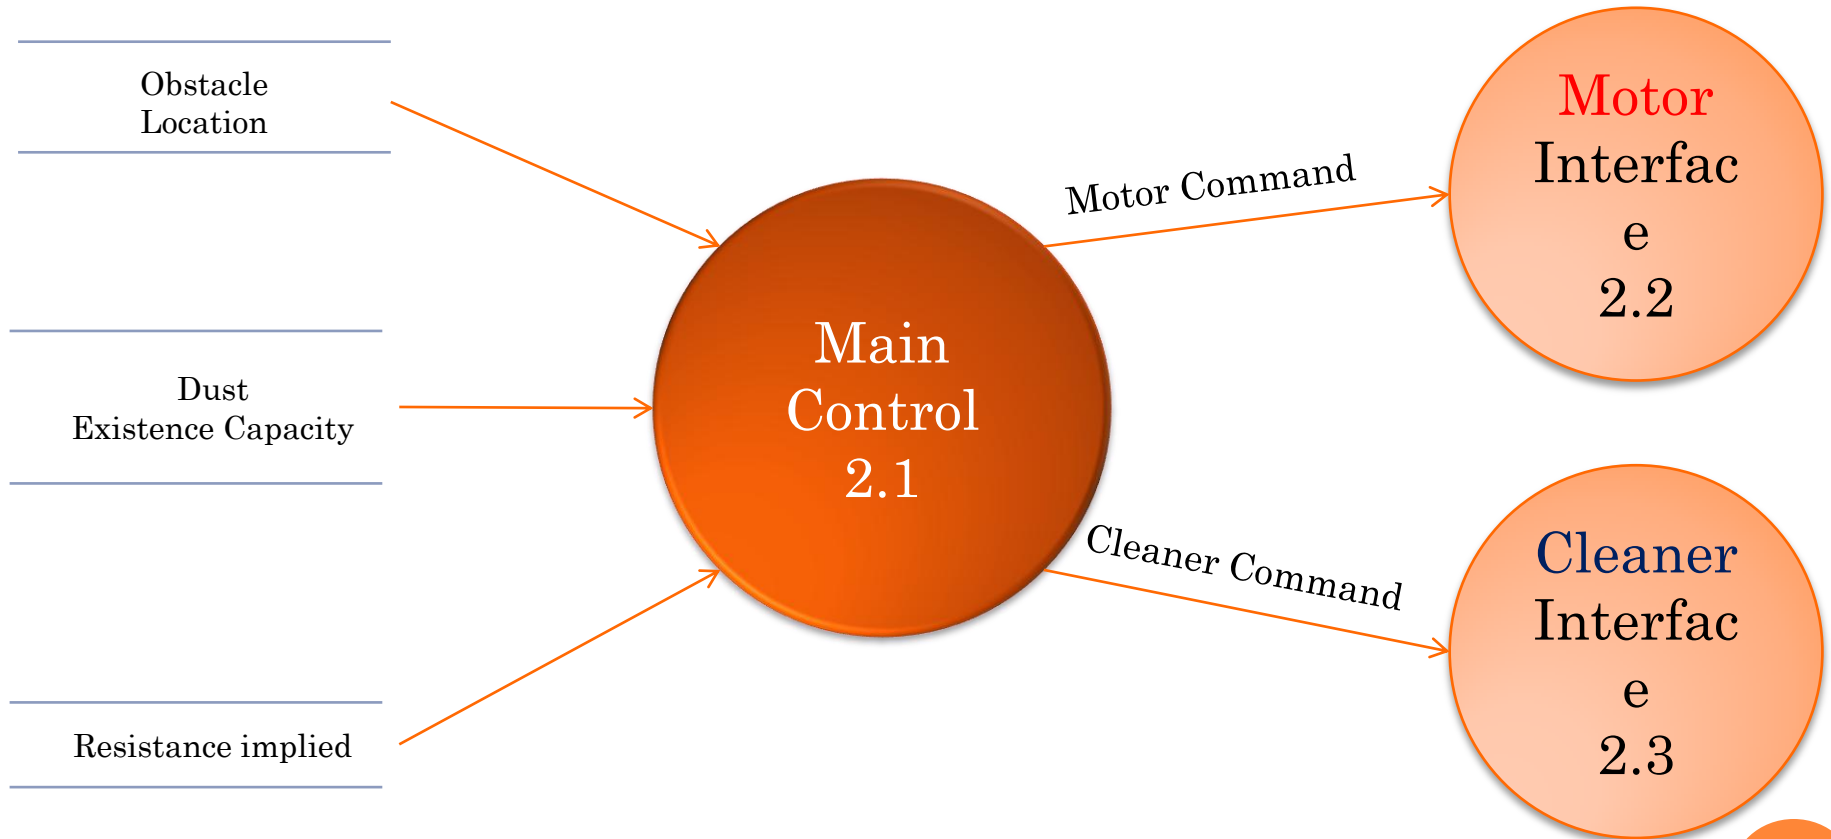 Obstacle
Location
Dust
Existence Capacity
Resistance implied
Main
Control
2.1
Motor Command
Cleaner Command
Motor
Interfac
e
2.2
Cleaner
Interfac
e
2.3